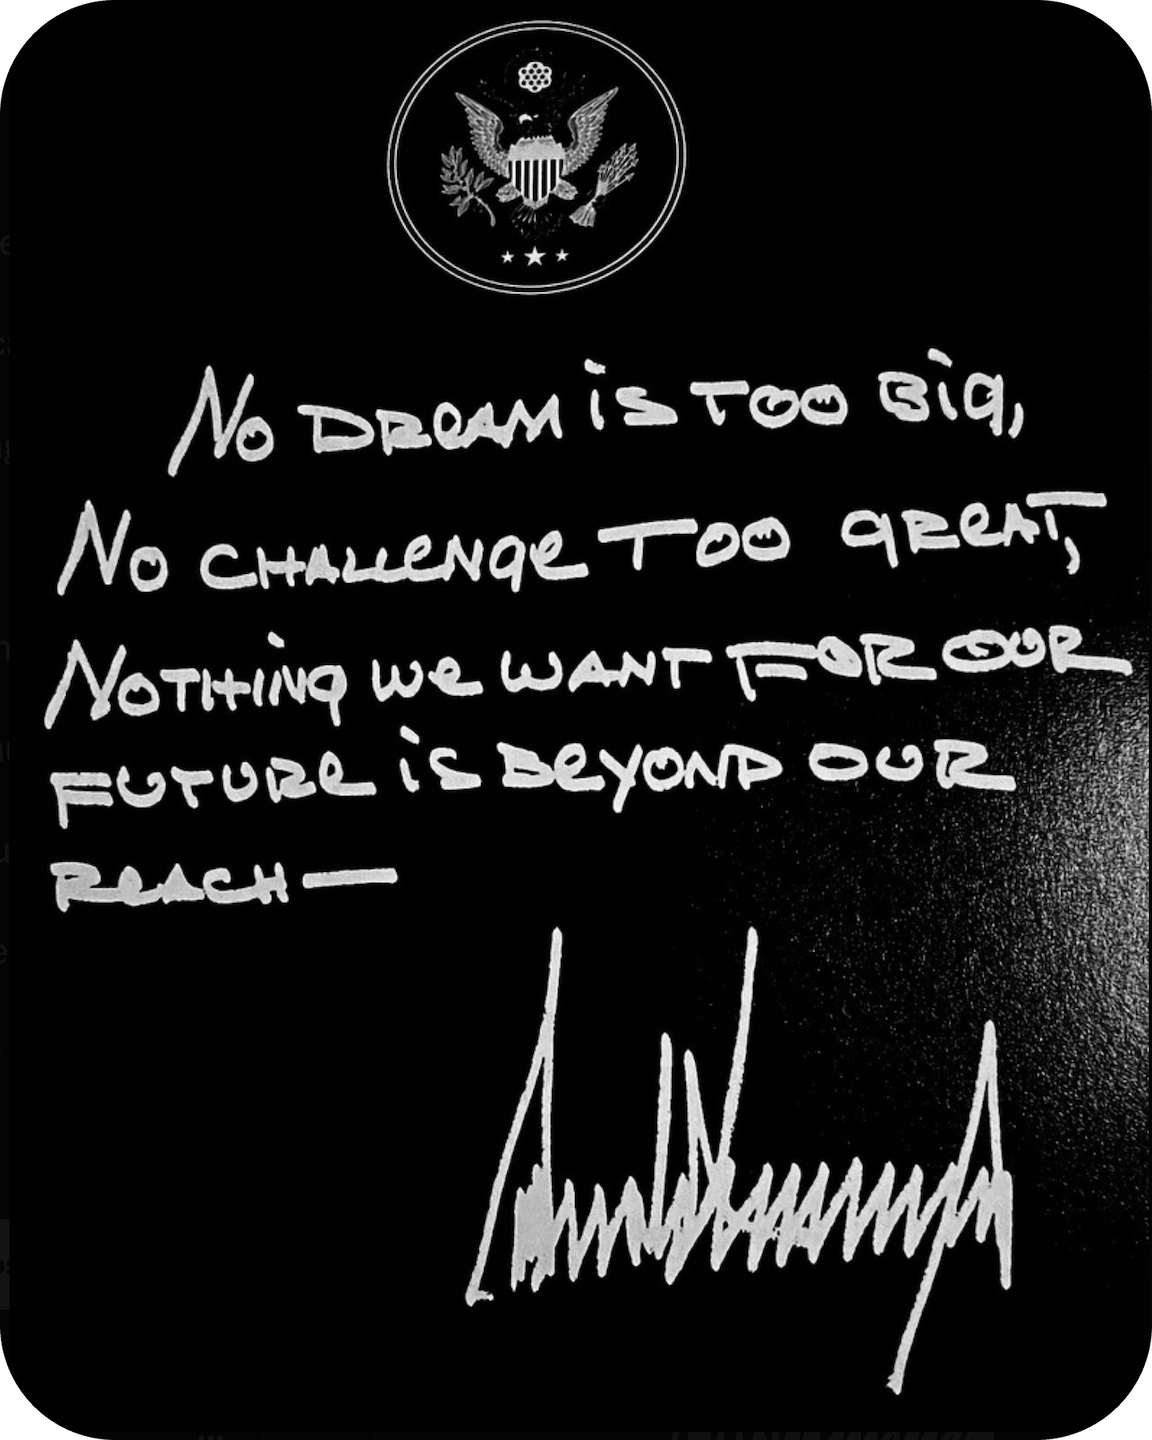 No DREAM is TOO Big,
No CHALLENGE TOO GREAT,
NOTHING we WANT FOR OUR
FUTURE is BEYOND OUR
REACH—